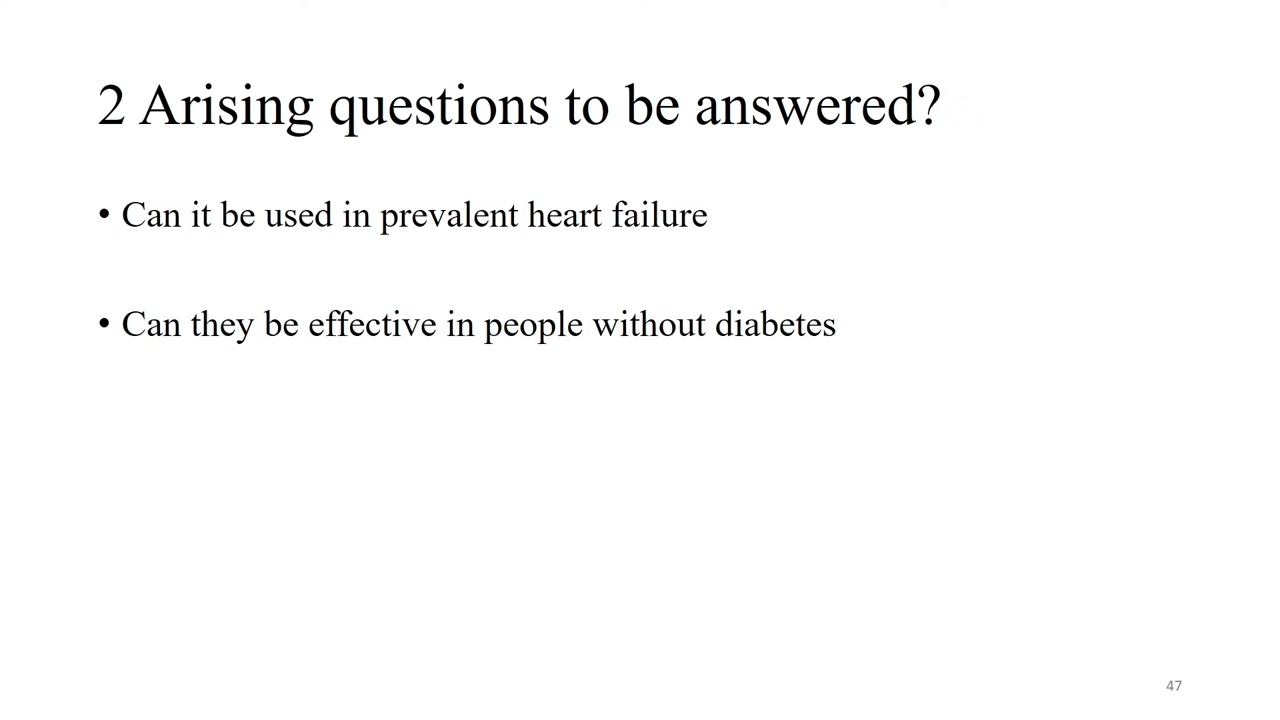 2 Arising questions to be answered?
• Can it be used in prevalent heart failure
• Can they be effective in people without diabetes
47